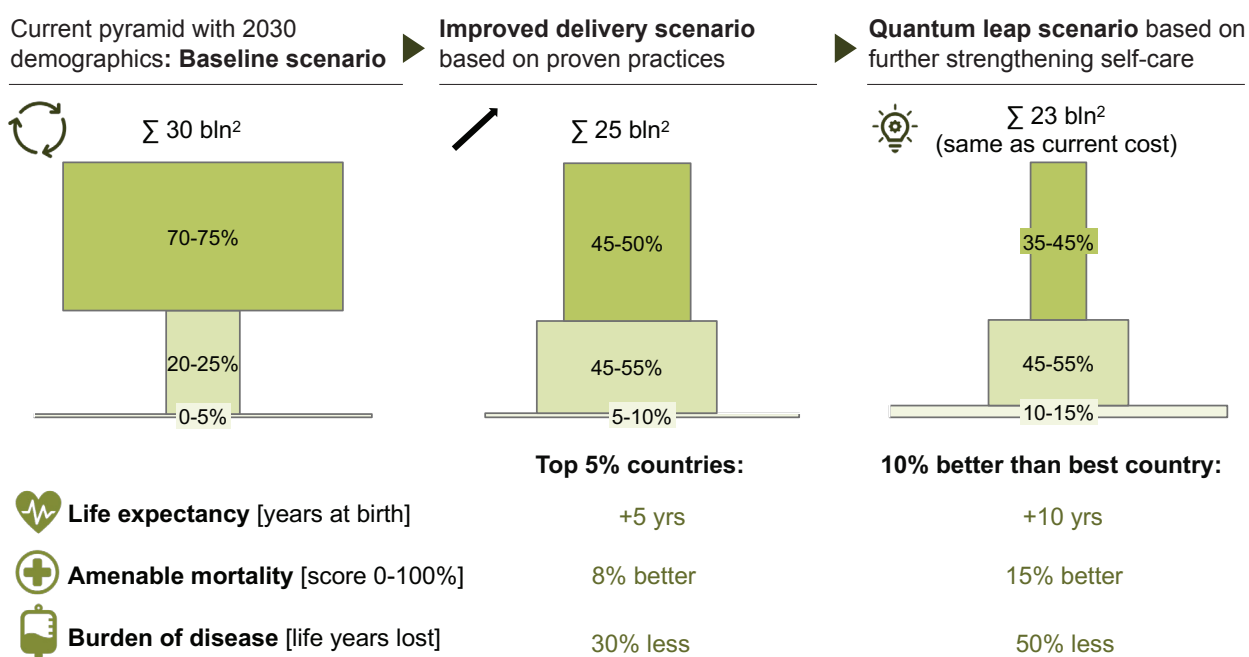 Current pyramid with 2030
demographics: Baseline scenario
Improved delivery scenario
based on proven practices
Quantum leap scenario based on
further strengthening self-care
∑ 30 bln²
∑ 25 bln²
∑ 23 bln²
(same as current cost)
70-75%
45-50%
35-45%
20-25%
45-55%
45-55%
0-5%
5-10%
10-15%
Top 5% countries:
10% better than best country:
Life expectancy [years at birth]
+5 yrs
+10 yrs
Amenable mortality [score 0-100%]
8% better
15% better
Burden of disease [life years lost]
30% less
50% less